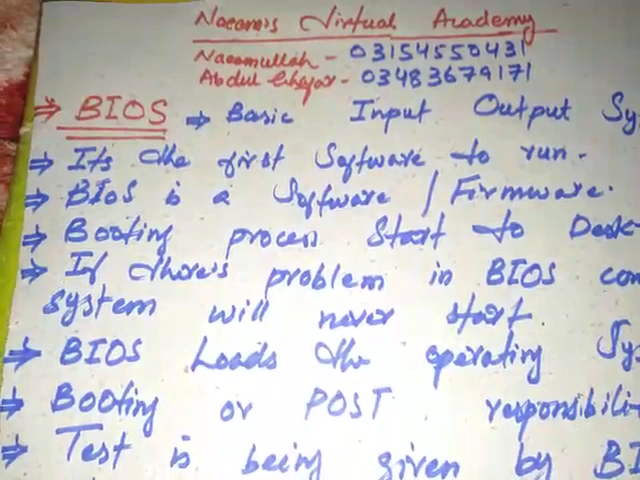 Naeem's Virtual Academy
Naeemullah - 03154550431
Abdul Ghafar - 03483679171
⇒ BIOS → Basic Input Output Sy
⇒ Its the first Software to run.
⇒ BIOS is a Software / Firmware.
⇒ Booting process Start to Desk
⇒ If there's problem in BIOS com
System will never start
⇒ BIOS Loads the operating Sy
⇒ Booting or POST responsibili
⇒ Test is being given by BI